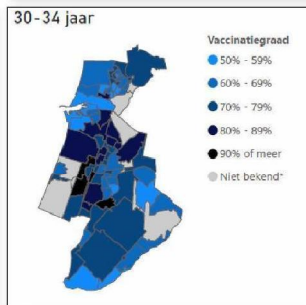 30-34 jaar
Vaccinatiegraad
50% - 59%
60% - 69%
70% - 79%
80% - 89%
90% of meer
Niet bekend*